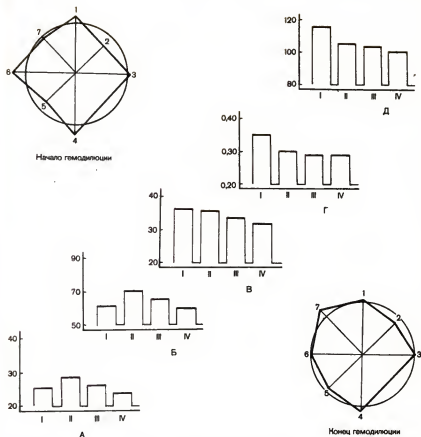 1
7
2
6
3
5
4
Начало гемодилюции
120
100
80
I
II
III
IV
Д
0,40
0,30
0,20
I
II
III
IV
Г
40
30
20
I
II
III
IV
В
90
70
50
I
II
III
IV
Б
40
30
20
I
II
III
IV
А
1
7
2
6
3
5
4
Конец гемодилюции